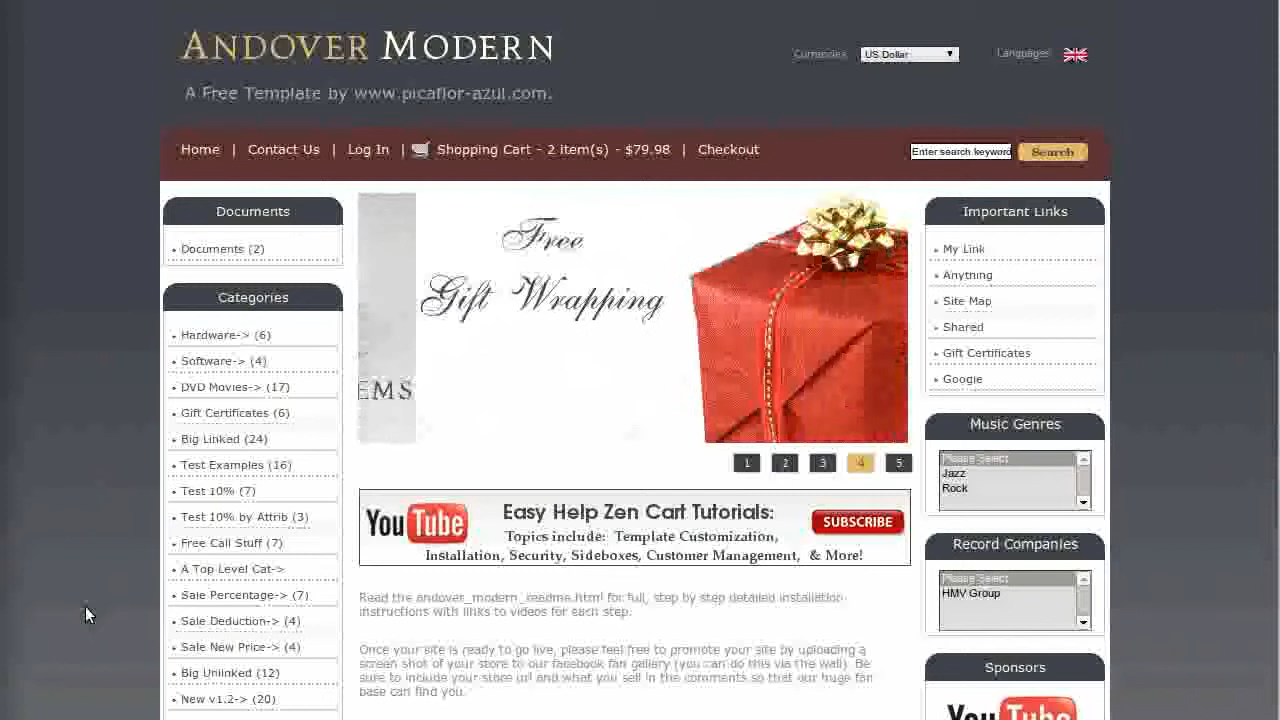 ANDOVER MODERN
A Free Template by www.picaflor-azul.com.
Currencies US Dollar Languages
Home | Contact Us | Log In | Shopping Cart - 2 item(s) - $79.98 | Checkout
Enter search keyword Search
Documents
Documents (2)
Categories
Hardware-> (6)
Software-> (4)
DVD Movies-> (17)
Gift Certificates (6)
Big Linked (24)
Test Examples (16)
Test 10% (7)
Test 10% by Attrib (3)
Free Call Stuff (7)
A Top Level Cat->
Sale Percentage-> (7)
Sale Deduction-> (4)
Sale New Price-> (4)
Big Unlinked (12)
New v1.2-> (20)
EMS
Free
Gift Wrapping
1 2 3 4 5
YouTube
Easy Help Zen Cart Tutorials:
Topics include: Template Customization,
Installation, Security, Sideboxes, Customer Management, & More!
SUBSCRIBE
Read the andover_modern_readme.html for full, step by step detailed installation
instructions with links to videos for each step.
Once your site is ready to go live, please feel free to promote your site by uploading a
screen shot of your store to our facebook fan gallery (you can do this via the wall). Be
sure to include your store url and what you sell in the comments so that our huge fan
base can find you.
Important Links
My Link
Anything
Site Map
Shared
Gift Certificates
Google
Music Genres
Please Select
Jazz
Rock
Record Companies
Please Select
HMV Group
Sponsors
YouTube